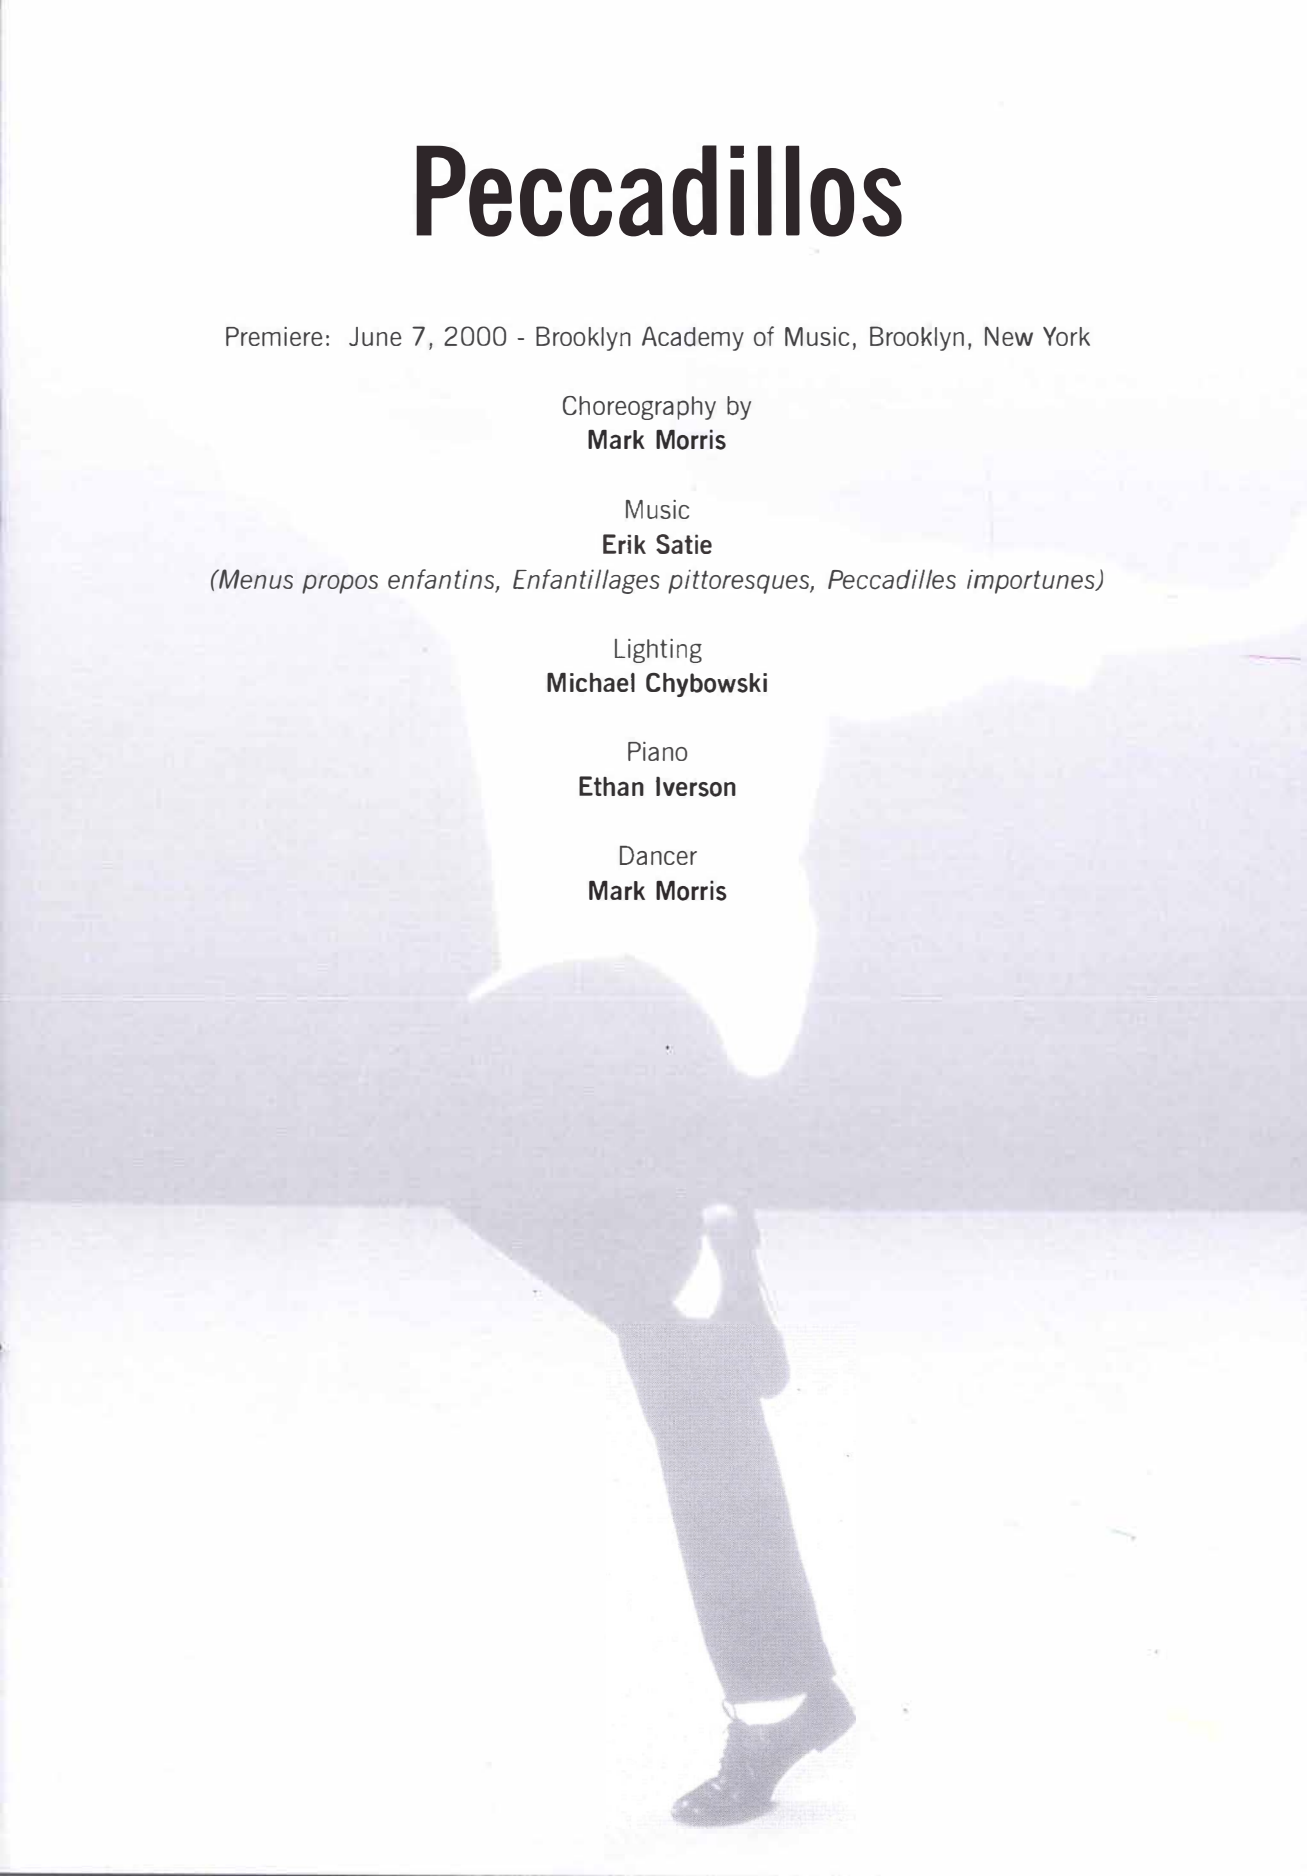 Peccadillos
Premiere: June 7, 2000 - Brooklyn Academy of Music, Brooklyn, New York
Choreography by
Mark Morris
Music
Erik Satie
(Menus propos enfantins, Enfantillages pittoresques, Peccadilles importunes)
Lighting
Michael Chybowski
Piano
Ethan Iverson
Dancer
Mark Morris